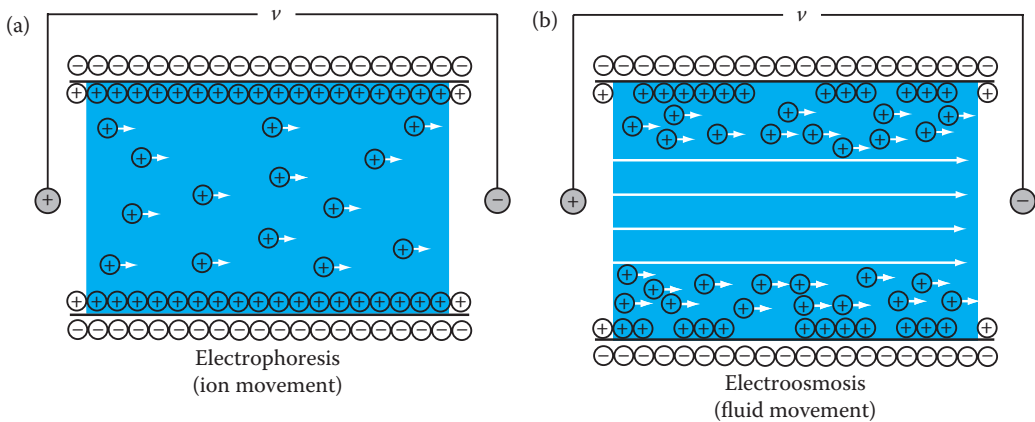 (a)
ν
Electrophoresis
(ion movement)
(b)
ν
Electroosmosis
(fluid movement)